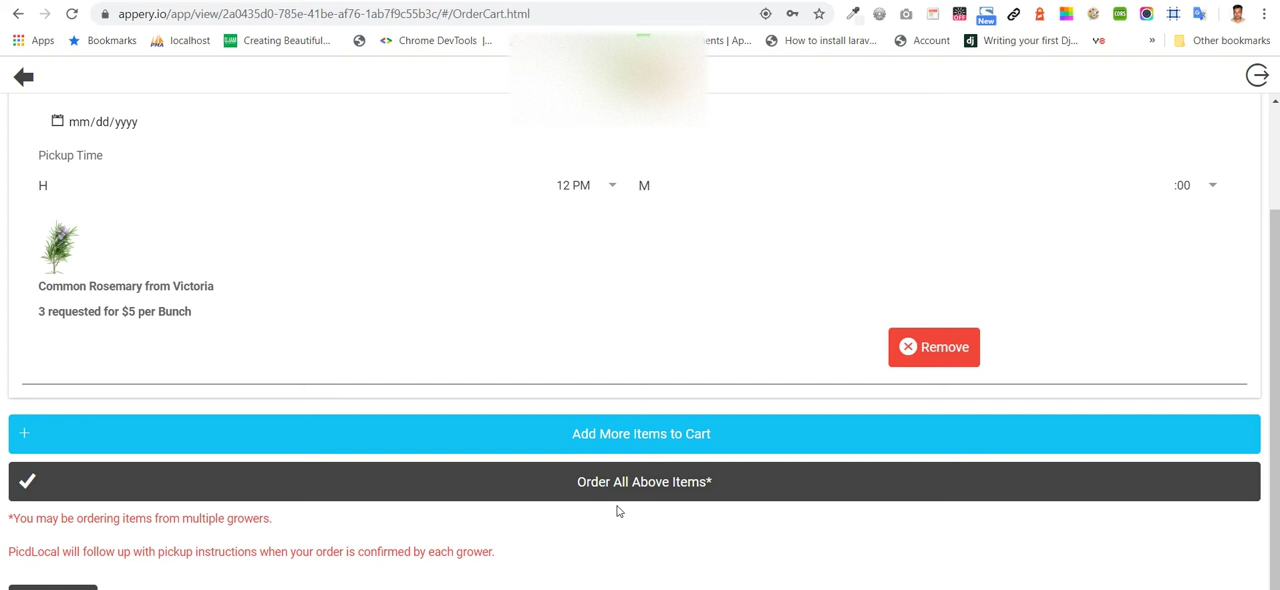 appery.io/app/view/2a0435d0-785e-41be-af76-1ab7f9c55b3c/#/OrderCart.html
OFF
New
CORS
Apps
Bookmarks
localhost
Creating Beautiful...
Chrome DevTools |...
ents | Ap...
How to install larav...
Account
dj
Writing your first Dj...
»
Other bookmarks
mm/dd/yyyy
Pickup Time
H 12 PM M :00
Common Rosemary from Victoria
3 requested for $5 per Bunch
Remove
+ Add More Items to Cart
Order All Above Items*
*You may be ordering items from multiple growers.
PicdLocal will follow up with pickup instructions when your order is confirmed by each grower.